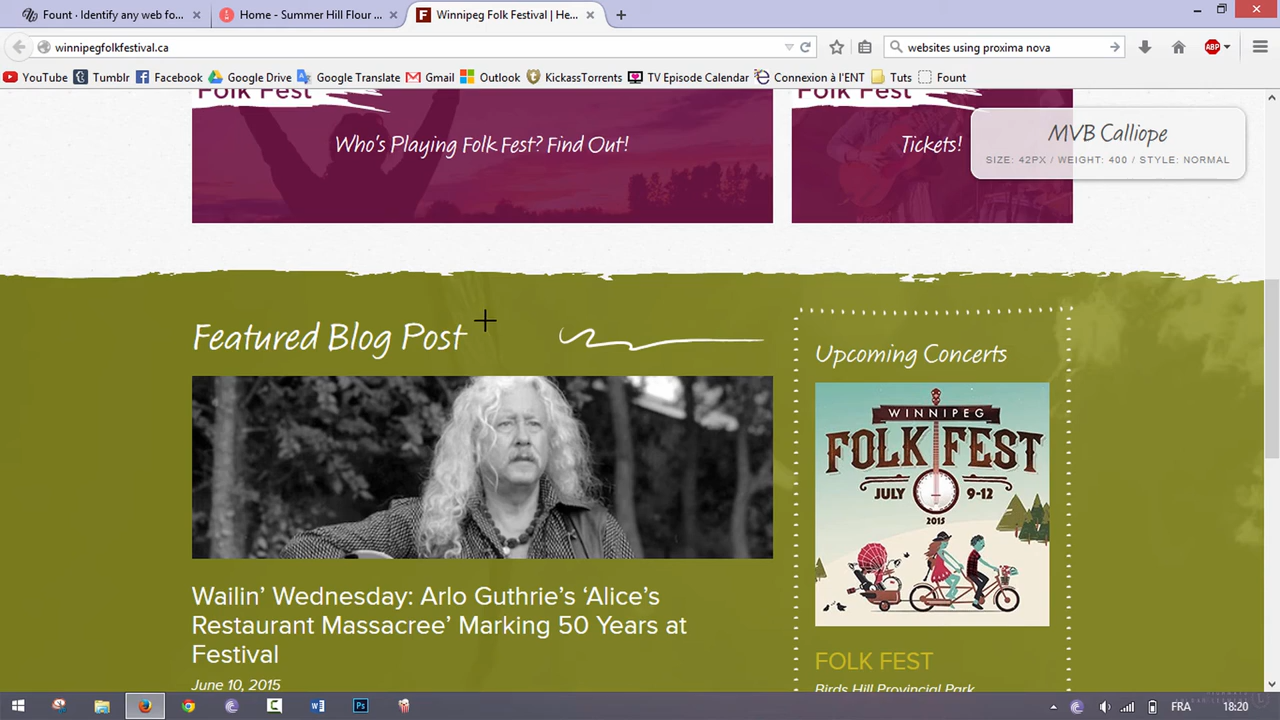 Fount · Identify any web fo...
Home - Summer Hill Flour ...
Winnipeg Folk Festival | He...
winnipegfolkfestival.ca
websites using proxima nova
ABP
YouTube
Tumblr
Facebook
Google Drive
Google Translate
Gmail
Outlook
KickassTorrents
TV Episode Calendar
Connexion à l'ENT
Tuts
Fount
Folk Fest
Folk Fest
Who's Playing Folk Fest? Find Out!
Tickets!
MVB Calliope
SIZE: 42PX / WEIGHT: 400 / STYLE: NORMAL
Featured Blog Post
Upcoming Concerts
WINNIPEG
FOLK FEST
JULY 9-12
2015
Wailin’ Wednesday: Arlo Guthrie’s ‘Alice’s
Restaurant Massacree’ Marking 50 Years at
Festival
June 10, 2015
FOLK FEST
Birds Hill Provincial Park
FRA
18:20